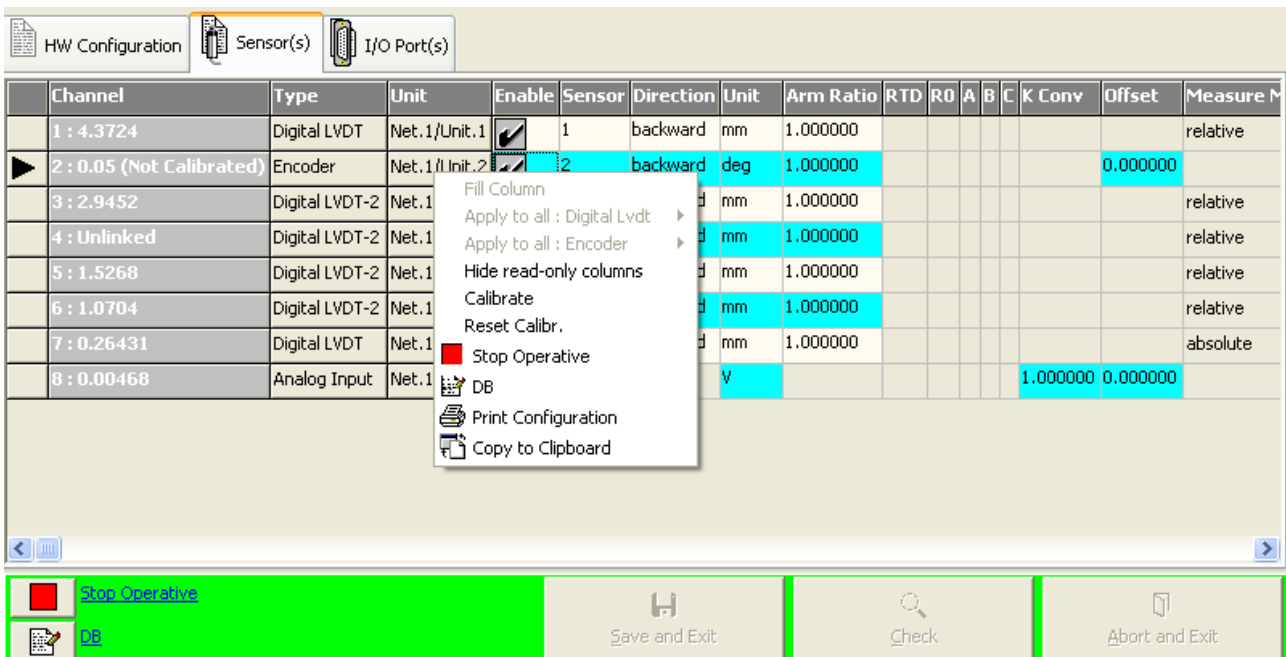 HW Configuration Sensor(s) I/O Port(s)
Channel Type Unit Enable Sensor Direction Unit Arm Ratio RTD R0 A B C K Conv Offset Measure M
1 : 4.3724 Digital LVDT Net.1/Unit.1 1 backward mm 1.000000 relative
2 : 0.05 (Not Calibrated) Encoder Net.1/Unit.2 2 backward deg 1.000000 0.000000
Fill Column
3 : 2.9452 Digital LVDT-2 Net.1 d mm 1.000000 relative
Apply to all : Digital Lvdt
4 : Unlinked Digital LVDT-2 Net.1 d mm 1.000000 relative
Apply to all : Encoder
5 : 1.5268 Digital LVDT-2 Net.1 d mm 1.000000 relative
Hide read-only columns
6 : 1.0704 Digital LVDT-2 Net.1 d mm 1.000000 relative
Calibrate
Reset Calibr.
7 : 0.26431 Digital LVDT Net.1 d mm 1.000000 absolute
Stop Operative
8 : 0.00468 Analog Input Net.1 V 1.000000 0.000000
DB
Print Configuration
Copy to Clipboard
Stop Operative
DB
Save and Exit Check Abort and Exit